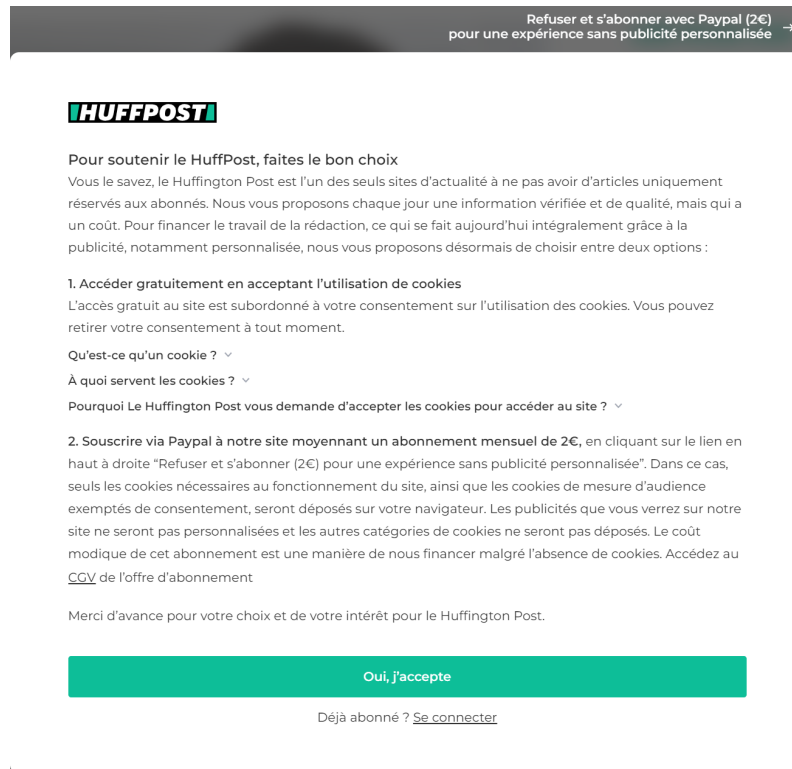 Refuser et s’abonner avec Paypal (2€)
pour une expérience sans publicité personnalisée →
HUFFPOST
Pour soutenir le HuffPost, faites le bon choix
Vous le savez, le Huffington Post est l’un des seuls sites d’actualité à ne pas avoir d’articles uniquement
réservés aux abonnés. Nous vous proposons chaque jour une information vérifiée et de qualité, mais qui a
un coût. Pour financer le travail de la rédaction, ce qui se fait aujourd’hui intégralement grâce à la
publicité, notamment personnalisée, nous vous proposons désormais de choisir entre deux options :
1. Accéder gratuitement en acceptant l’utilisation de cookies
L’accès gratuit au site est subordonné à votre consentement sur l’utilisation des cookies. Vous pouvez
retirer votre consentement à tout moment.
Qu’est-ce qu’un cookie ?
À quoi servent les cookies ?
Pourquoi Le Huffington Post vous demande d’accepter les cookies pour accéder au site ?
2. Souscrire via Paypal à notre site moyennant un abonnement mensuel de 2€, en cliquant sur le lien en
haut à droite “Refuser et s’abonner (2€) pour une expérience sans publicité personnalisée”. Dans ce cas,
seuls les cookies nécessaires au fonctionnement du site, ainsi que les cookies de mesure d’audience
exemptés de consentement, seront déposés sur votre navigateur. Les publicités que vous verrez sur notre
site ne seront pas personnalisées et les autres catégories de cookies ne seront pas déposés. Le coût
modique de cet abonnement est une manière de nous financer malgré l’absence de cookies. Accédez au
CGV de l’offre d’abonnement
Merci d’avance pour votre choix et de votre intérêt pour le Huffington Post.
Oui, j’accepte
Déjà abonné ? Se connecter